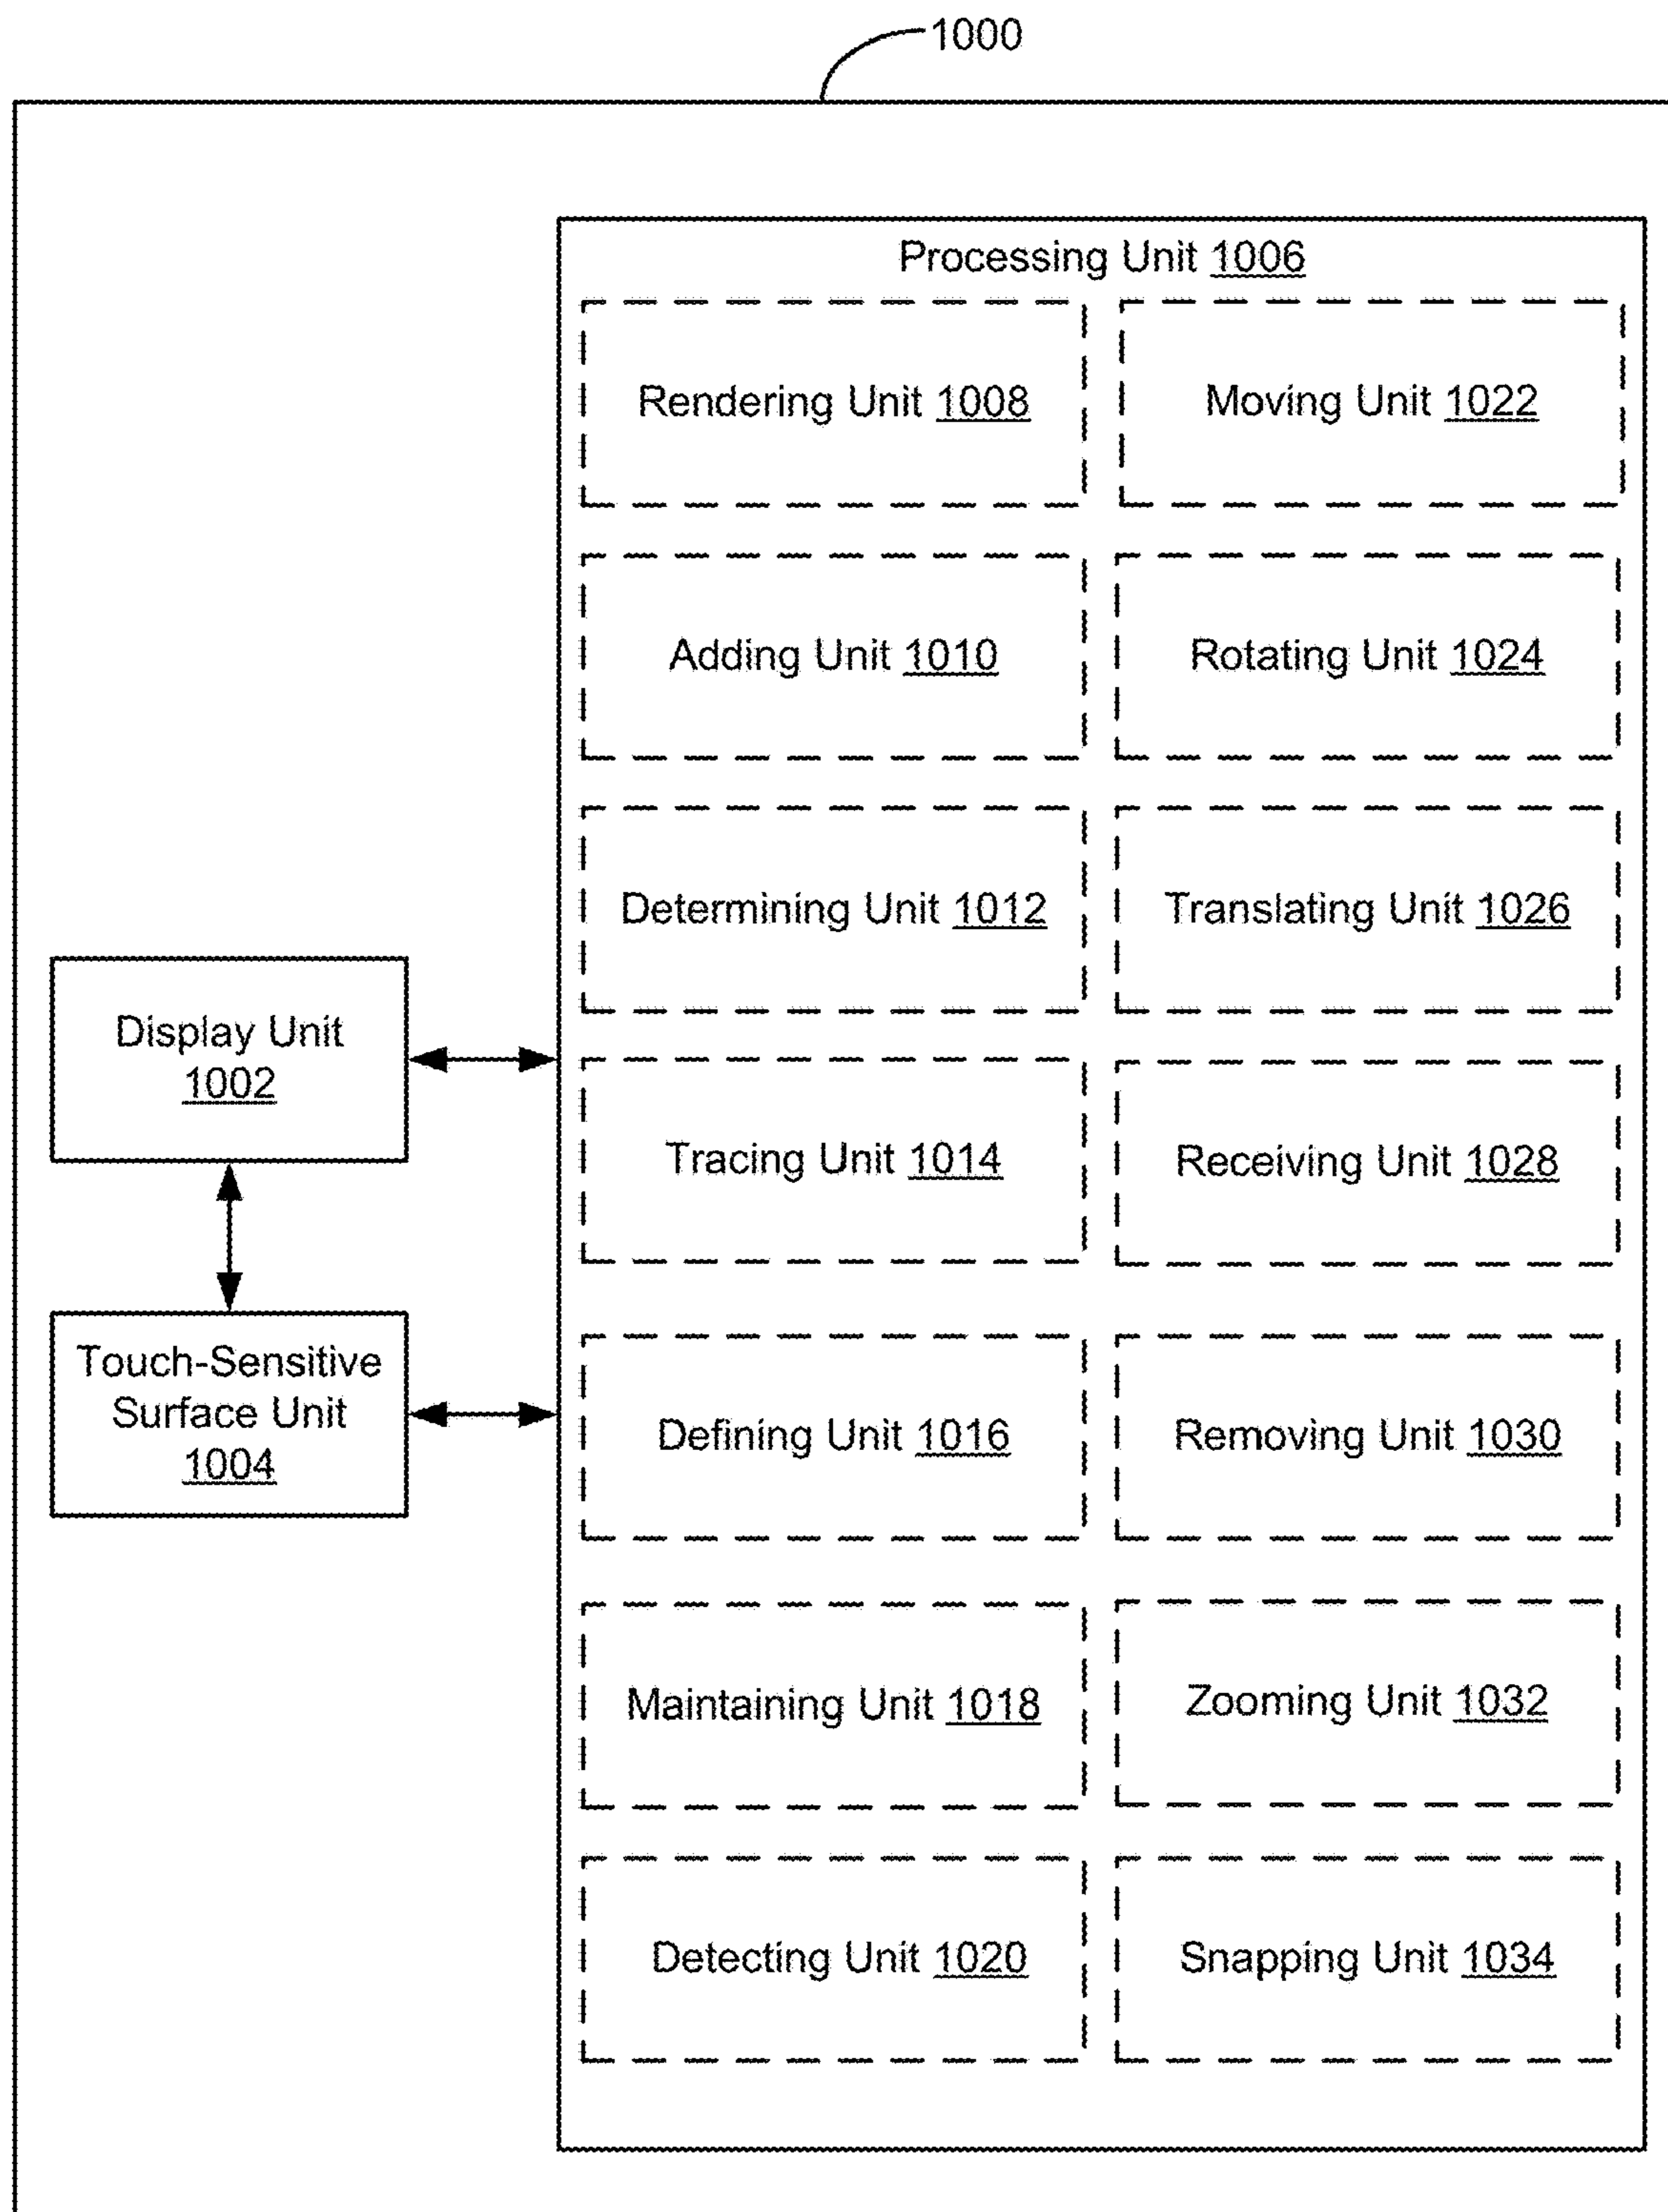 1000
Processing Unit 1006
Rendering Unit 1008
Moving Unit 1022
Adding Unit 1010
Rotating Unit 1024
Determining Unit 1012
Translating Unit 1026
Display Unit
1002
Tracing Unit 1014
Receiving Unit 1028
Touch-Sensitive
Surface Unit
1004
Defining Unit 1016
Removing Unit 1030
Maintaining Unit 1018
Zooming Unit 1032
Detecting Unit 1020
Snapping Unit 1034